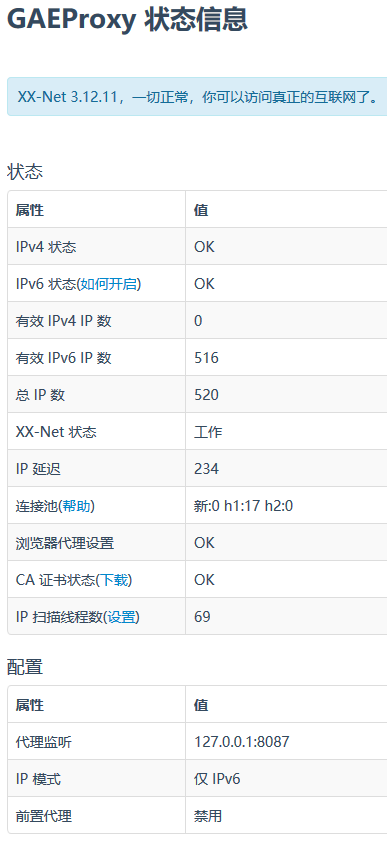 GAEProxy 状态信息
XX-Net 3.12.11，一切正常，你可以访问真正的互联网了。
状态
属性 值
IPv4 状态 OK
IPv6 状态(如何开启) OK
有效 IPv4 IP 数 0
有效 IPv6 IP 数 516
总 IP 数 520
XX-Net 状态 工作
IP 延迟 234
连接池(帮助) 新:0 h1:17 h2:0
浏览器代理设置 OK
CA 证书状态(下载) OK
IP 扫描线程数(设置) 69
配置
属性 值
代理监听 127.0.0.1:8087
IP 模式 仅 IPv6
前置代理 禁用